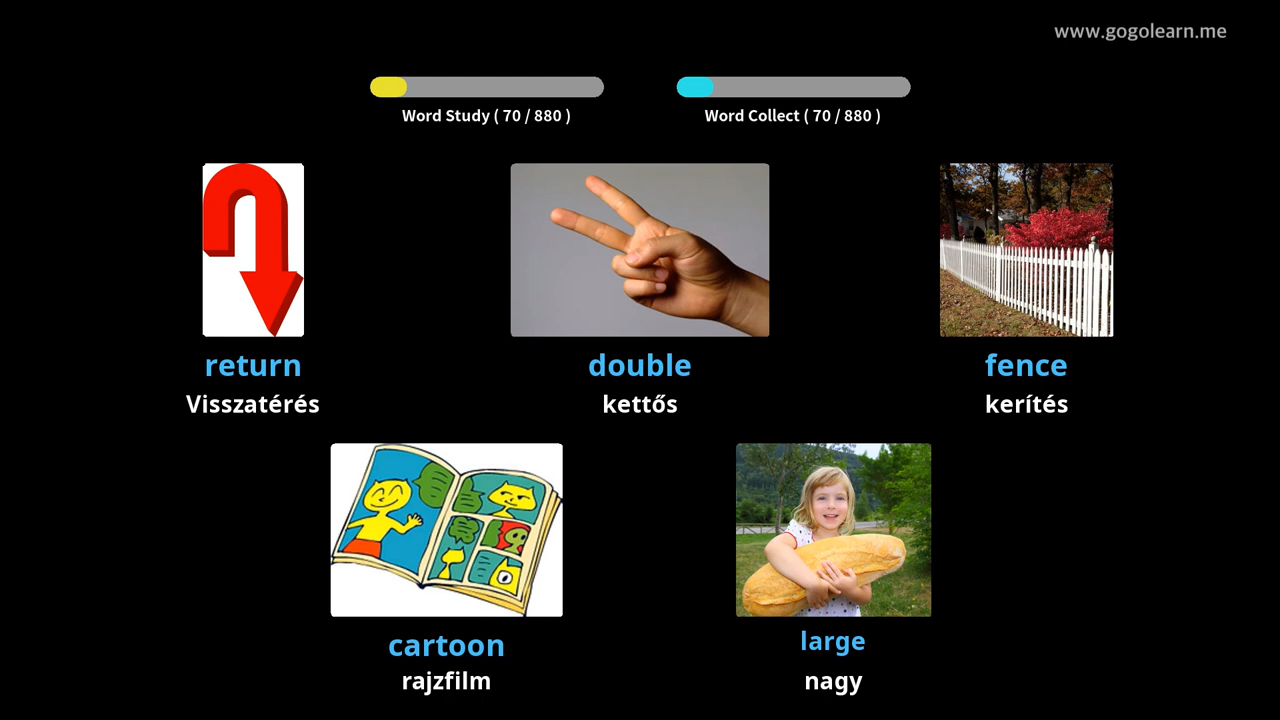 www.gogolearn.me
Word Study ( 70 / 880 )
Word Collect ( 70 / 880 )
return
Visszatérés
double
kettős
fence
kerítés
cartoon
rajzfilm
large
nagy